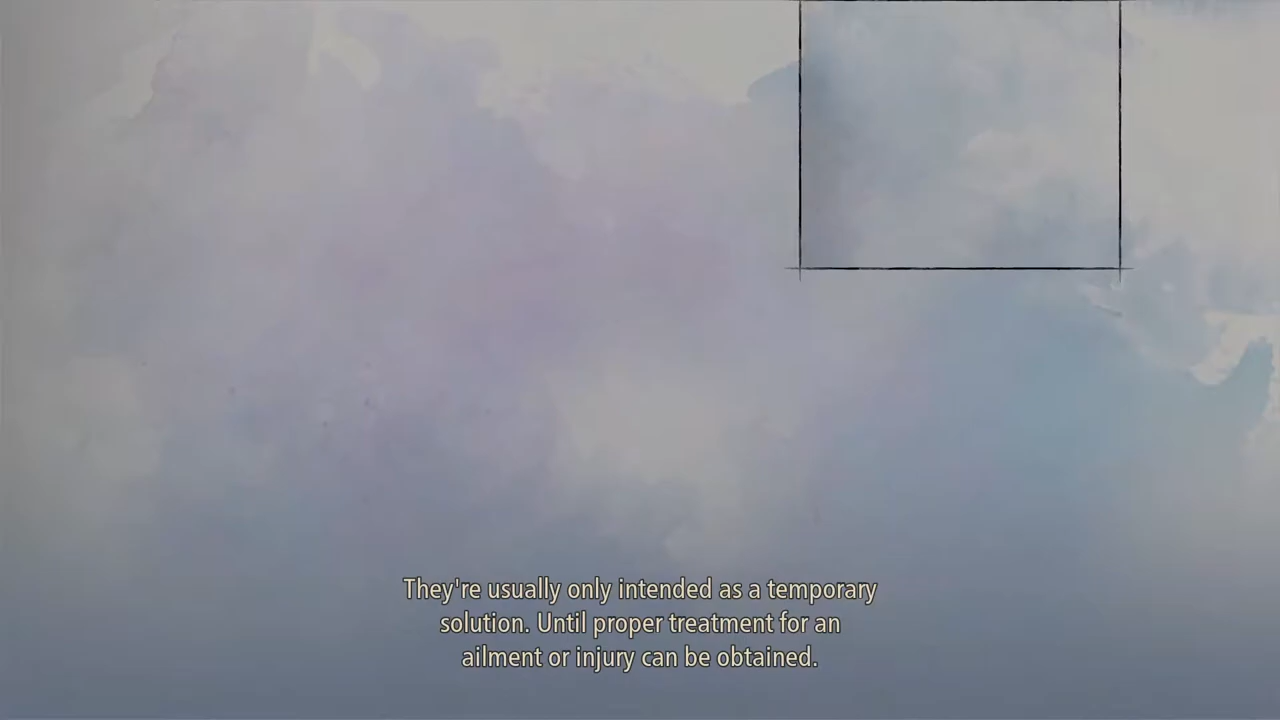 They're usually only intended as a temporary
solution. Until proper treatment for an
ailment or injury can be obtained.